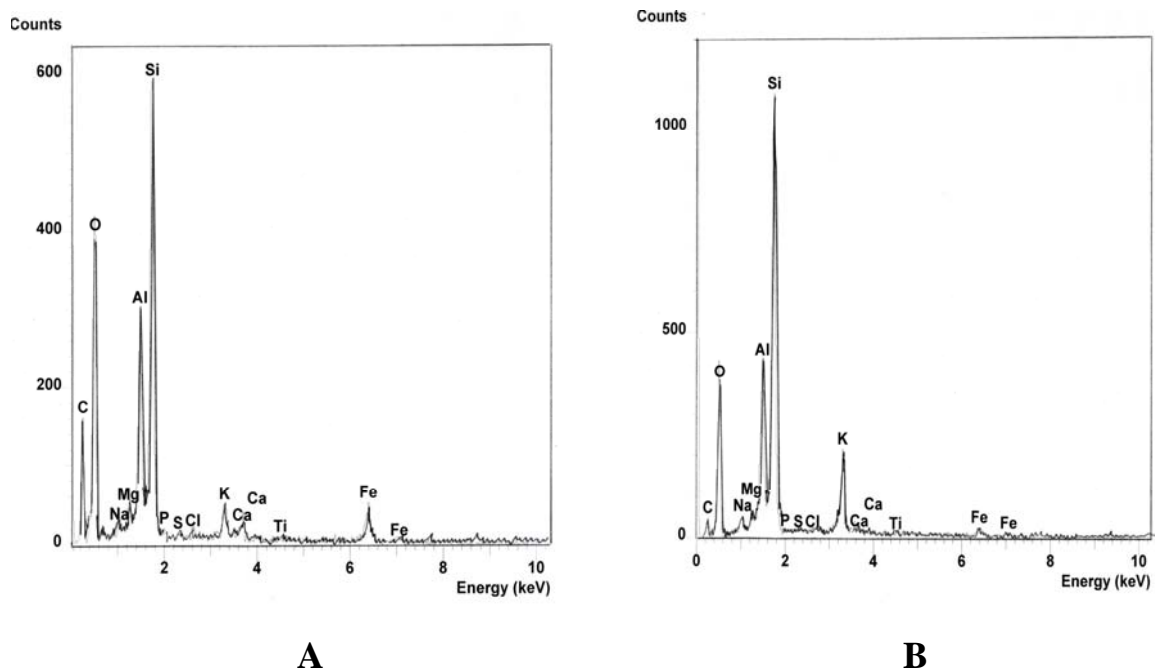 Counts
600
400
200
0
C
O
Na
Mg
Al
Si
P
S
Cl
K
Ca
Ca
Ti
Fe
Fe
2
4
6
8
10
Energy (keV)
A
Counts
1000
500
0
C
O
Na
Mg
Al
Si
P
S
Cl
K
Ca
Ca
Ti
Fe
Fe
0
2
4
6
8
10
Energy (keV)
B